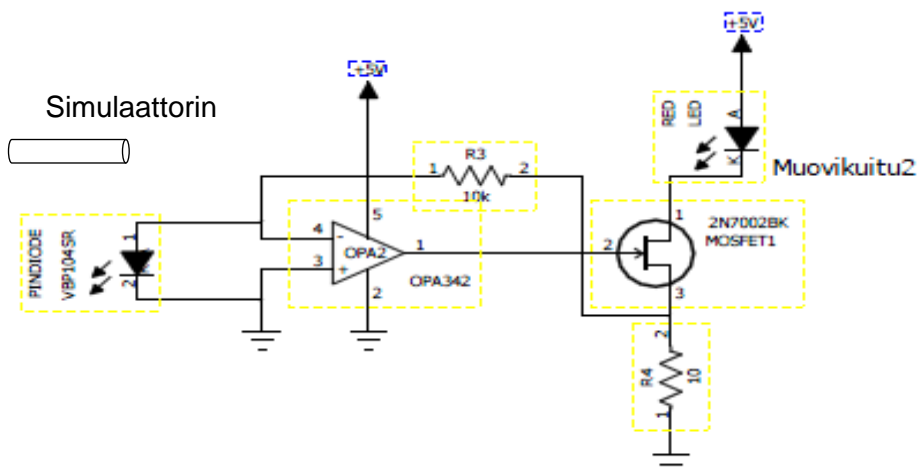 +5V
+5V
Simulaattorin
RED
LED
A
K
Muovikuitu2
R3
1
2
10k
5
4
3
OPA2
1
2
OPA342
PINDIODE
VBP104SR
1
2
2N7002BK
MOSFET1
1
2
3
R4
10
2
1